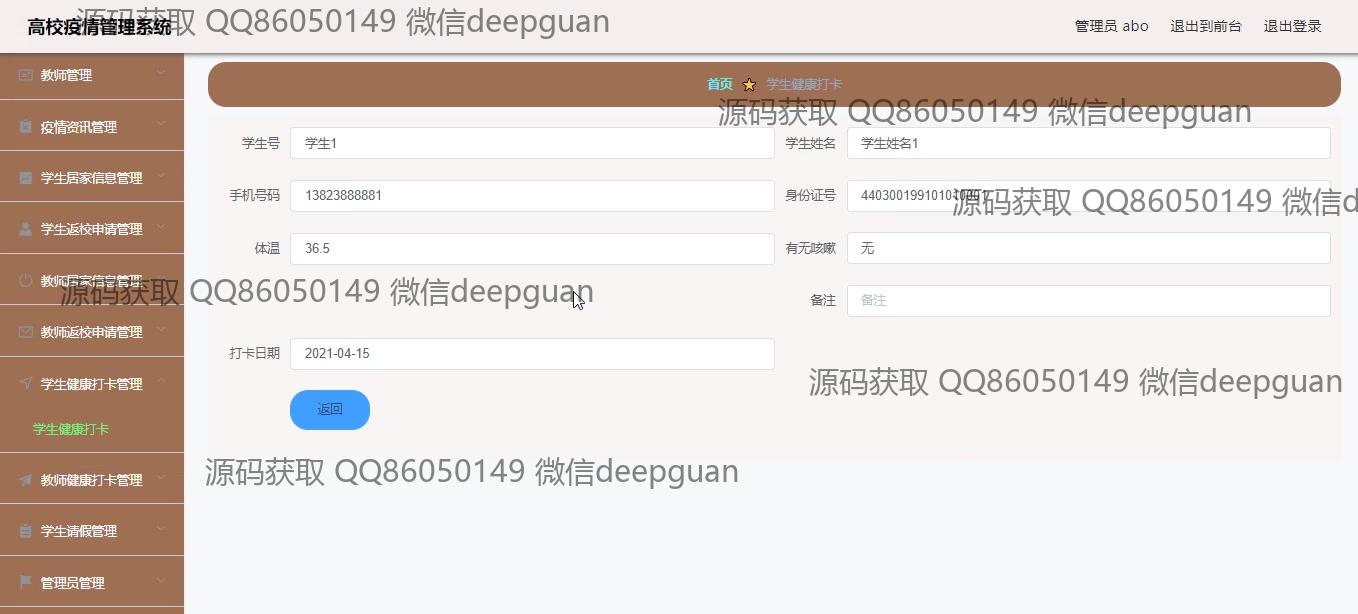 高校疫情管理系统
源码获取 QQ86050149 微信deepguan
管理员 abo 退出到前台 退出登录
教师管理
疫情资讯管理
学生居家信息管理
学生返校申请管理
教师居家信息管理
教师返校申请管理
学生健康打卡管理
学生健康打卡
教师健康打卡管理
学生请假管理
管理员管理
首页 学生健康打卡
源码获取 QQ86050149 微信deepguan
学生号 学生1 学生姓名 学生姓名1
手机号码 13823888881 身份证号
源码获取 QQ86050149 微信d
体温 36.5 有无咳嗽 无
源码获取 QQ86050149 微信deepguan
备注 备注
打卡日期 2021-04-15
源码获取 QQ86050149 微信deepguan
返回
源码获取 QQ86050149 微信deepguan